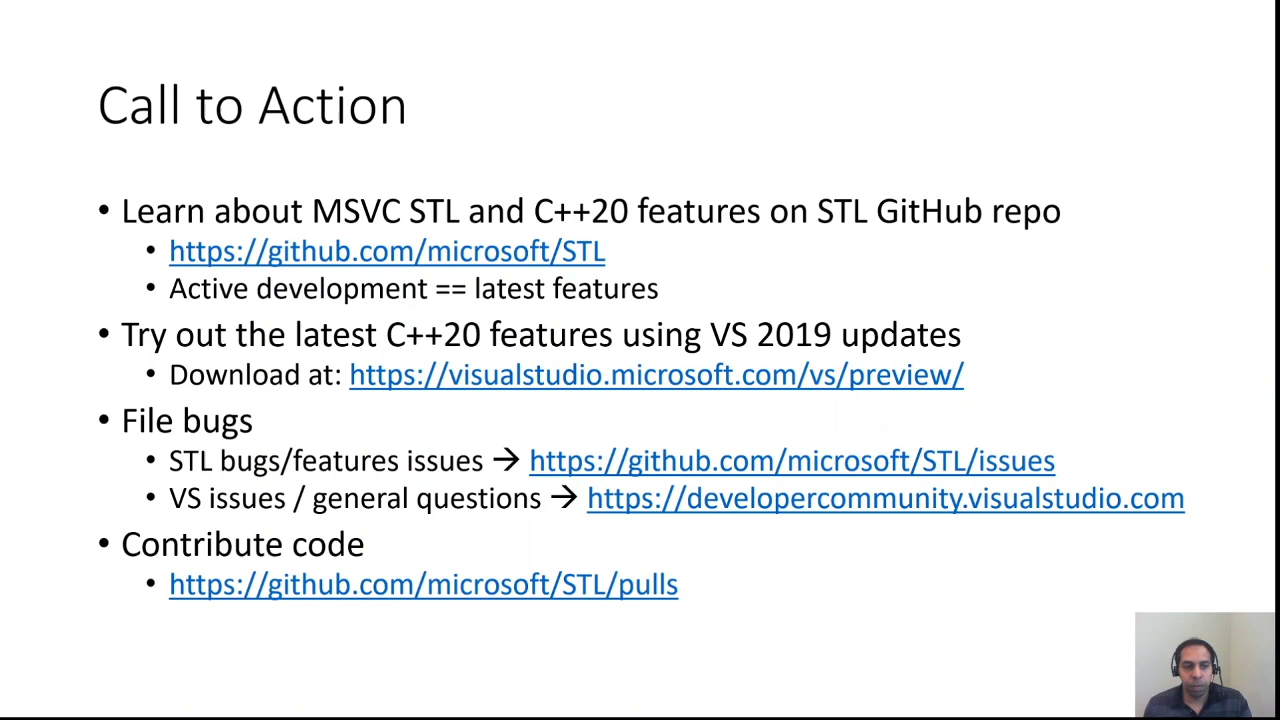 Call to Action
• Learn about MSVC STL and C++20 features on STL GitHub repo
• https://github.com/microsoft/STL
• Active development == latest features
• Try out the latest C++20 features using VS 2019 updates
• Download at: https://visualstudio.microsoft.com/vs/preview/
• File bugs
• STL bugs/features issues → https://github.com/microsoft/STL/issues
• VS issues / general questions → https://developercommunity.visualstudio.com
• Contribute code
• https://github.com/microsoft/STL/pulls